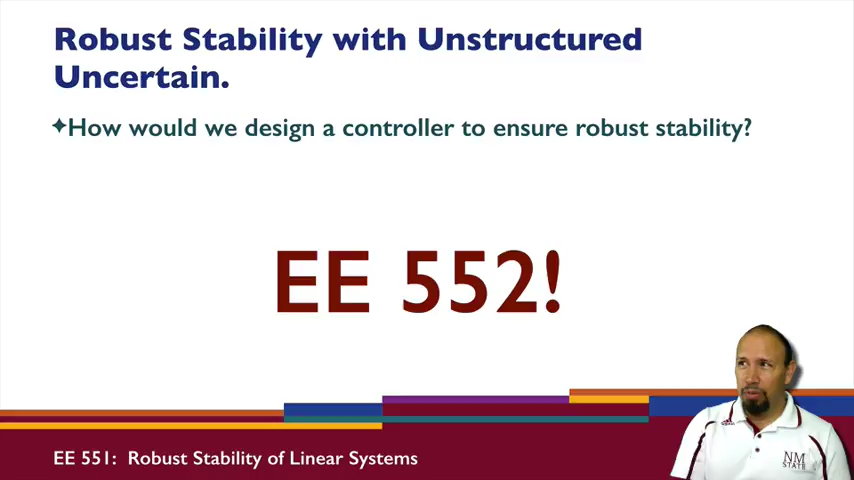 Robust Stability with Unstructured
Uncertain.
✦How would we design a controller to ensure robust stability?
EE 552!
NM
STATE
EE 551: Robust Stability of Linear Systems